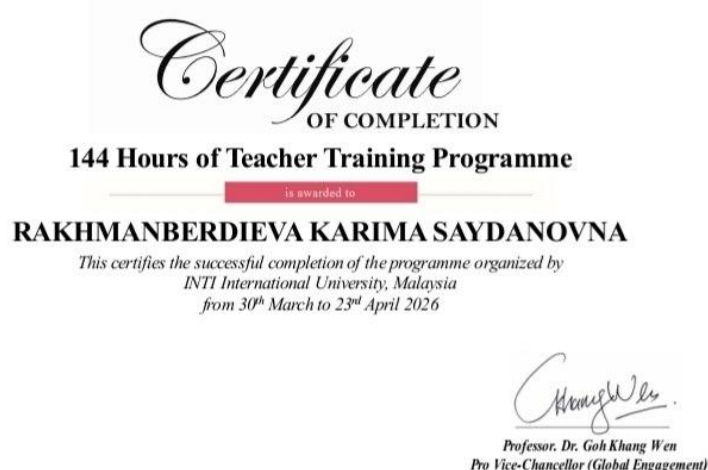 Certificate
OF COMPLETION
144 Hours of Teacher Training Programme
is awarded to
RAKHMANBERDIEVA KARIMA SAYDANOVNA
This certifies the successful completion of the programme organized by
INTI International University, Malaysia
from 30th March to 23rd April 2026
Professor. Dr. Goh Khang Wen
Pro Vice-Chancellor (Global Engagement)